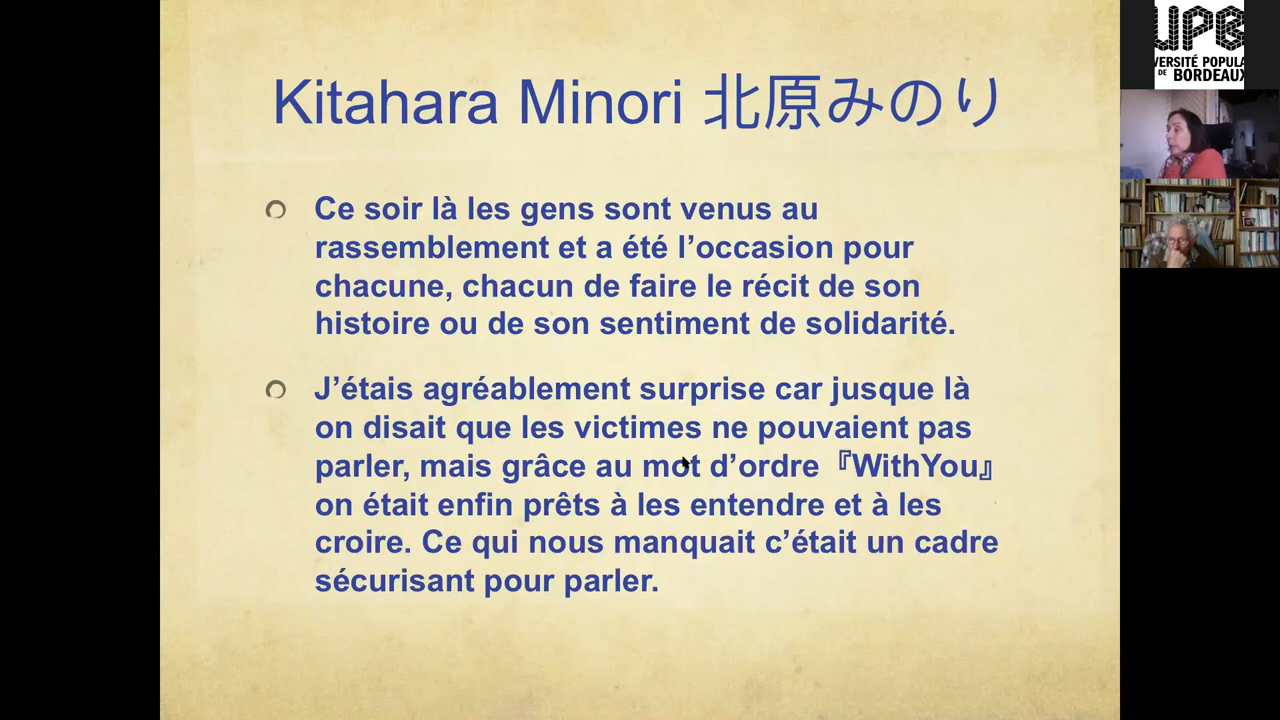 Kitahara Minori 北原みのり
Ce soir là les gens sont venus au
rassemblement et a été l’occasion pour
chacune, chacun de faire le récit de son
histoire ou de son sentiment de solidarité.
J’étais agréablement surprise car jusque là
on disait que les victimes ne pouvaient pas
parler, mais grâce au mot d’ordre『WithYou』
on était enfin prêts à les entendre et à les
croire. Ce qui nous manquait c’était un cadre
sécurisant pour parler.
UPB
VERSITÉ POPULA
DE BORDEAUX